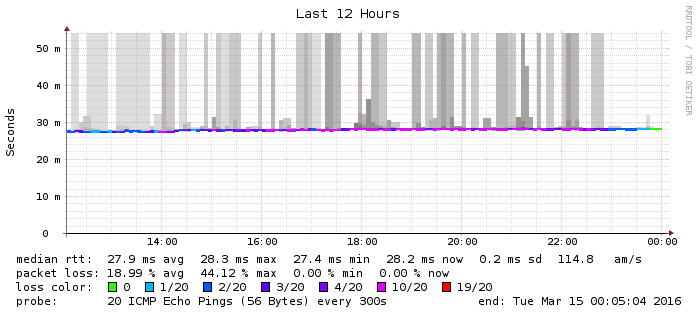 Last 12 Hours
RRDTOOL / TOBI OETIKER
Seconds
50 m
40 m
30 m
20 m
10 m
0
14:00 16:00 18:00 20:00 22:00 00:00
median rtt: 27.9 ms avg 28.3 ms max 27.4 ms min 28.2 ms now 0.2 ms sd 114.8 am/s
packet loss: 18.99 % avg 44.12 % max 0.00 % min 0.00 % now
loss color: 0 1/20 2/20 3/20 4/20 10/20 19/20
probe: 20 ICMP Echo Pings (56 Bytes) every 300s end: Tue Mar 15 00:05:04 2016